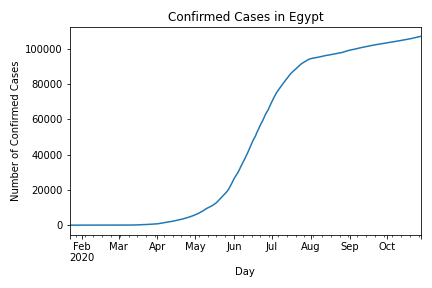 Confirmed Cases in Egypt
Number of Confirmed Cases
100000
80000
60000
40000
20000
0
Feb Mar Apr May Jun Jul Aug Sep Oct
2020
Day